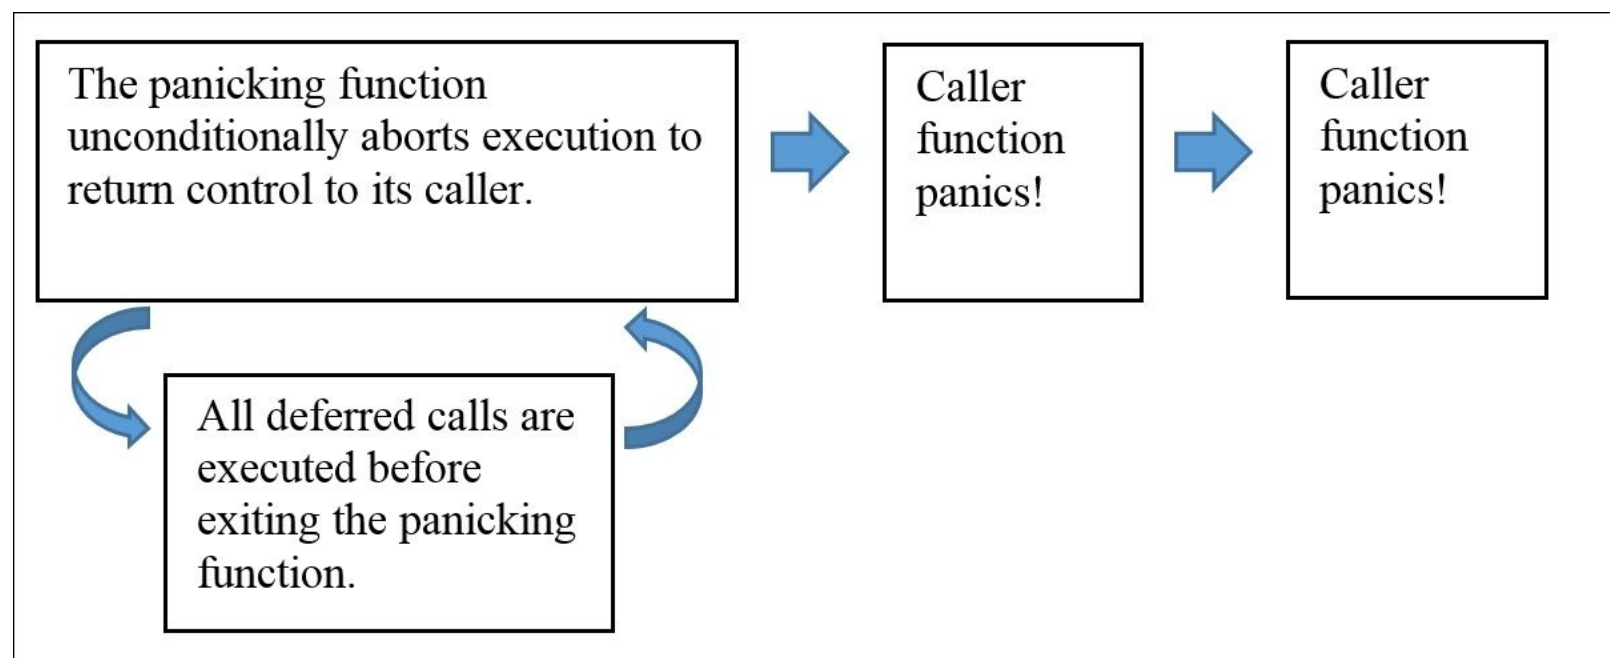 The panicking function
unconditionally aborts execution to
return control to its caller.
Caller
function
panics!
Caller
function
panics!
All deferred calls are
executed before
exiting the panicking
function.